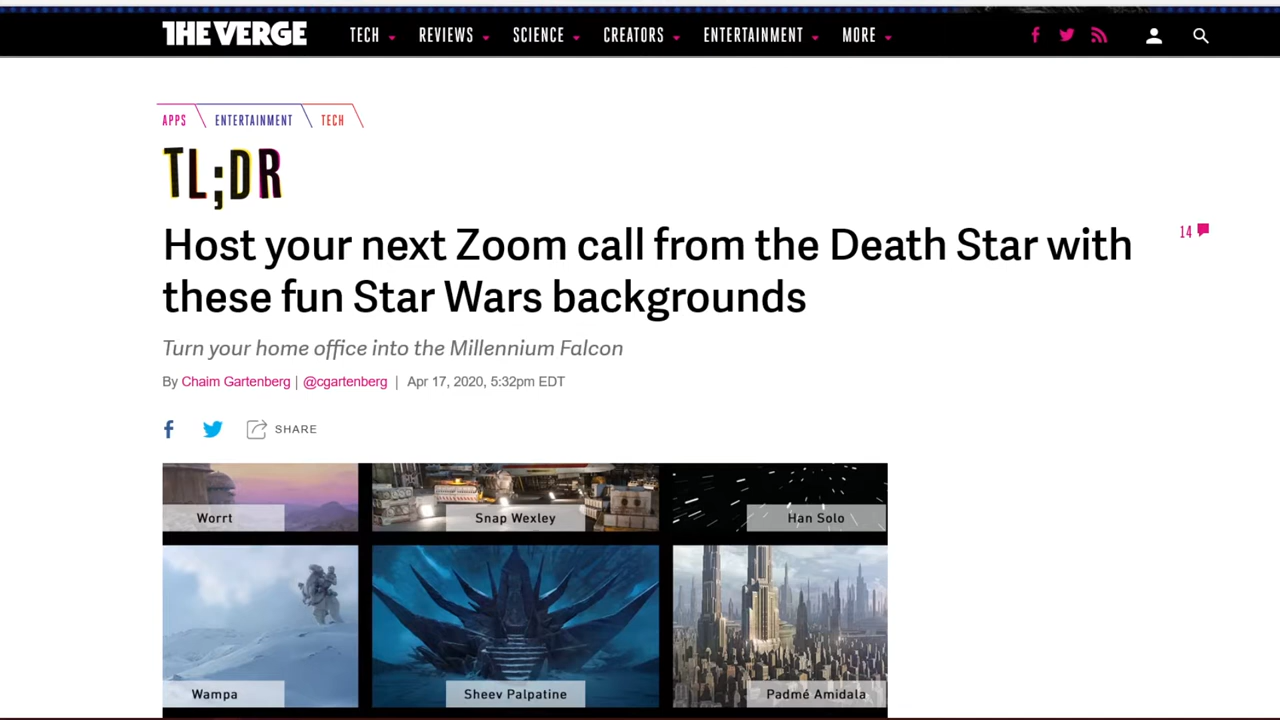 THE VERGE
TECH REVIEWS SCIENCE CREATORS ENTERTAINMENT MORE
APPS ENTERTAINMENT TECH
TL;DR
Host your next Zoom call from the Death Star with
these fun Star Wars backgrounds
14
Turn your home office into the Millennium Falcon
By Chaim Gartenberg | @cgartenberg | Apr 17, 2020, 5:32pm EDT
SHARE
Worrt Snap Wexley Han Solo
Wampa Sheev Palpatine Padmé Amidala